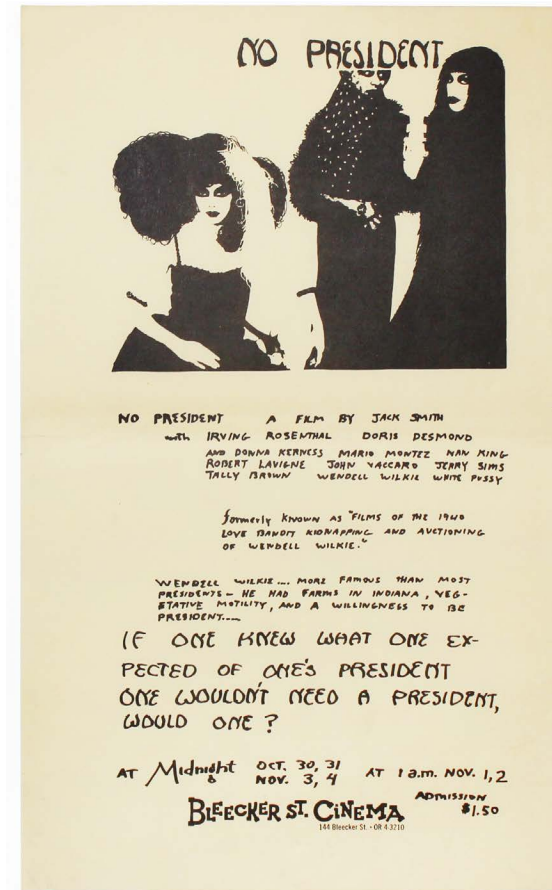 NO PRESIDENT
NO PRESIDENT A FILM BY JACK SMITH
with IRVING ROSENTHAL DORIS DESMOND
AND DONNA KERNESS MARIO MONTEZ NAN KING
ROBERT LAVIGNE JOHN VACCARO JERRY SIMS
TALLY BROWN WENDELL WILKIE WHITE PUSSY
formerly KNOWN AS "FILMS OF THE 1940
LOVE BANDIT KIDNAPPING AND AUCTIONING
OF WENDELL WILKIE."
WENDELL WILKIE.... MORE FAMOUS THAN MOST
PRESIDENTS - HE HAD FARMS IN INDIANA, VEG-
ETATIVE MOTILITY, AND A WILLINGNESS TO BE
PRESIDENT....
IF ONE KNEW WHAT ONE EX-
PECTED OF ONE'S PRESIDENT
ONE WOULDN'T NEED A PRESIDENT,
WOULD ONE?
AT Midnight OCT. 30, 31
NOV. 3, 4 AT 1 a.m. NOV. 1, 2
BLEECKER ST. CINEMA ADMISSION
$1.50
144 Bleecker St. - OR 4-3210